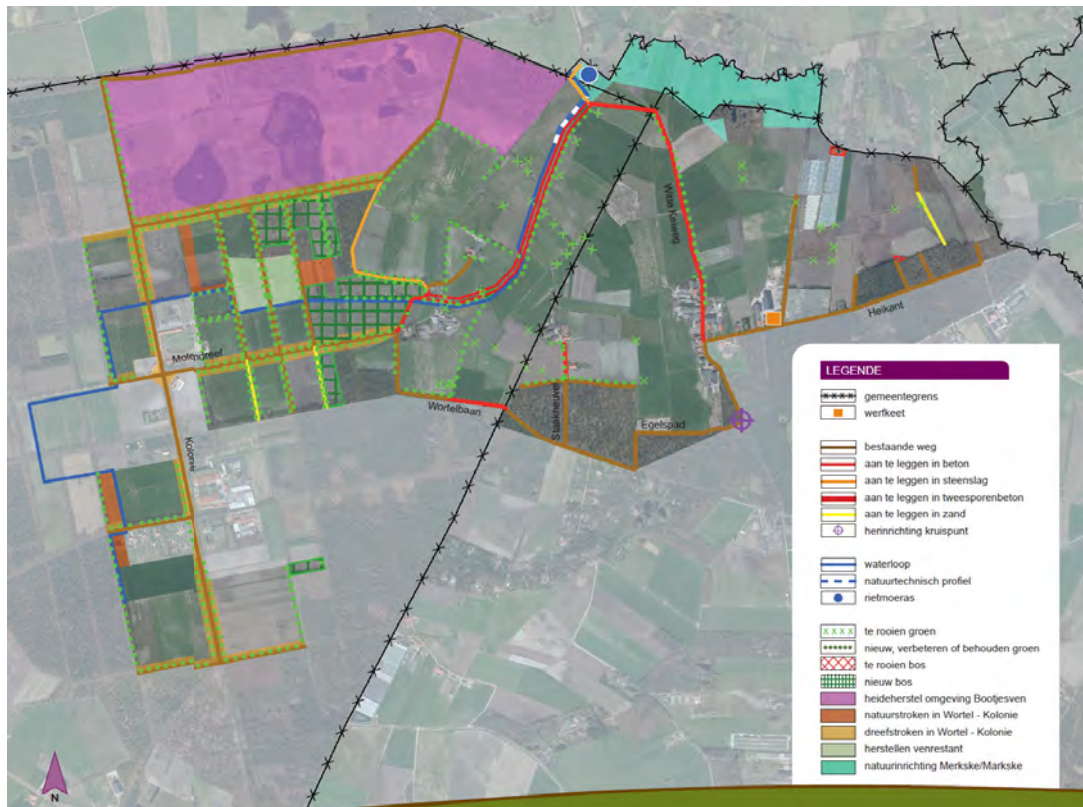 Witte Keiweg
Heikant
Molendreef
Kolonie
Wortelbaan
Staakheuvel
Egelspad
N
LEGENDE
gemeentegrens
werfkeet
bestaande weg
aan te leggen in beton
aan te leggen in steenslag
aan te leggen in tweesporenbeton
aan te leggen in zand
herinrichting kruispunt
waterloop
natuurtechnisch profiel
rietmoeras
te rooien groen
nieuw, verbeteren of behouden groen
te rooien bos
nieuw bos
heideherstel omgeving Bootjesven
natuurstroken in Wortel - Kolonie
dreefstroken in Wortel - Kolonie
herstellen venrestant
natuurinrichting Merkske/Markske